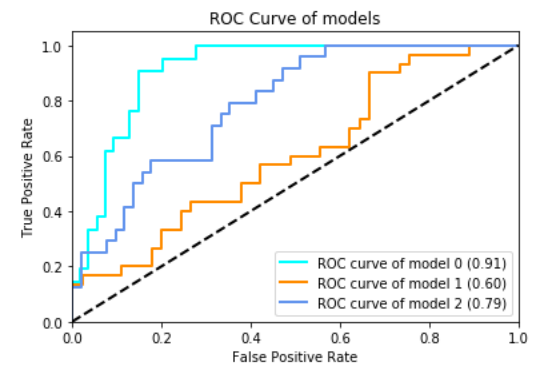 ROC Curve of models
True Positive Rate
1.0
0.8
0.6
0.4
0.2
0.0
ROC curve of model 0 (0.91)
ROC curve of model 1 (0.60)
ROC curve of model 2 (0.79)
0.0 0.2 0.4 0.6 0.8 1.0
False Positive Rate